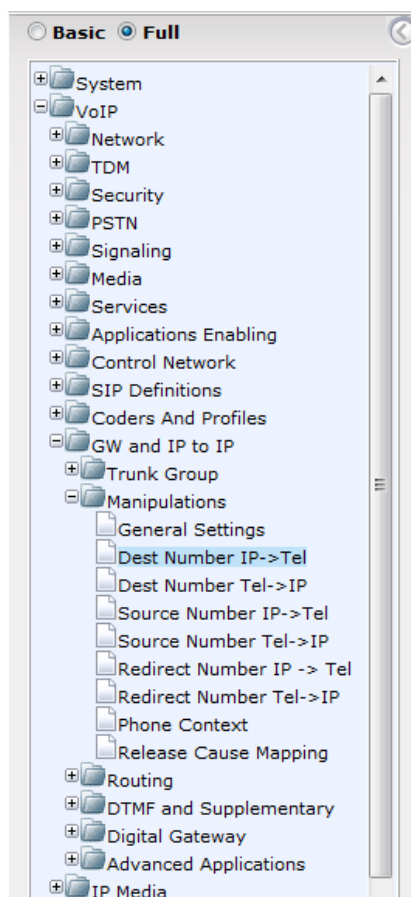 Basic Full
System
VoIP
Network
TDM
Security
PSTN
Signaling
Media
Services
Applications Enabling
Control Network
SIP Definitions
Coders And Profiles
GW and IP to IP
Trunk Group
Manipulations
General Settings
Dest Number IP->Tel
Dest Number Tel->IP
Source Number IP->Tel
Source Number Tel->IP
Redirect Number IP -> Tel
Redirect Number Tel->IP
Phone Context
Release Cause Mapping
Routing
DTMF and Supplementary
Digital Gateway
Advanced Applications
IP Media